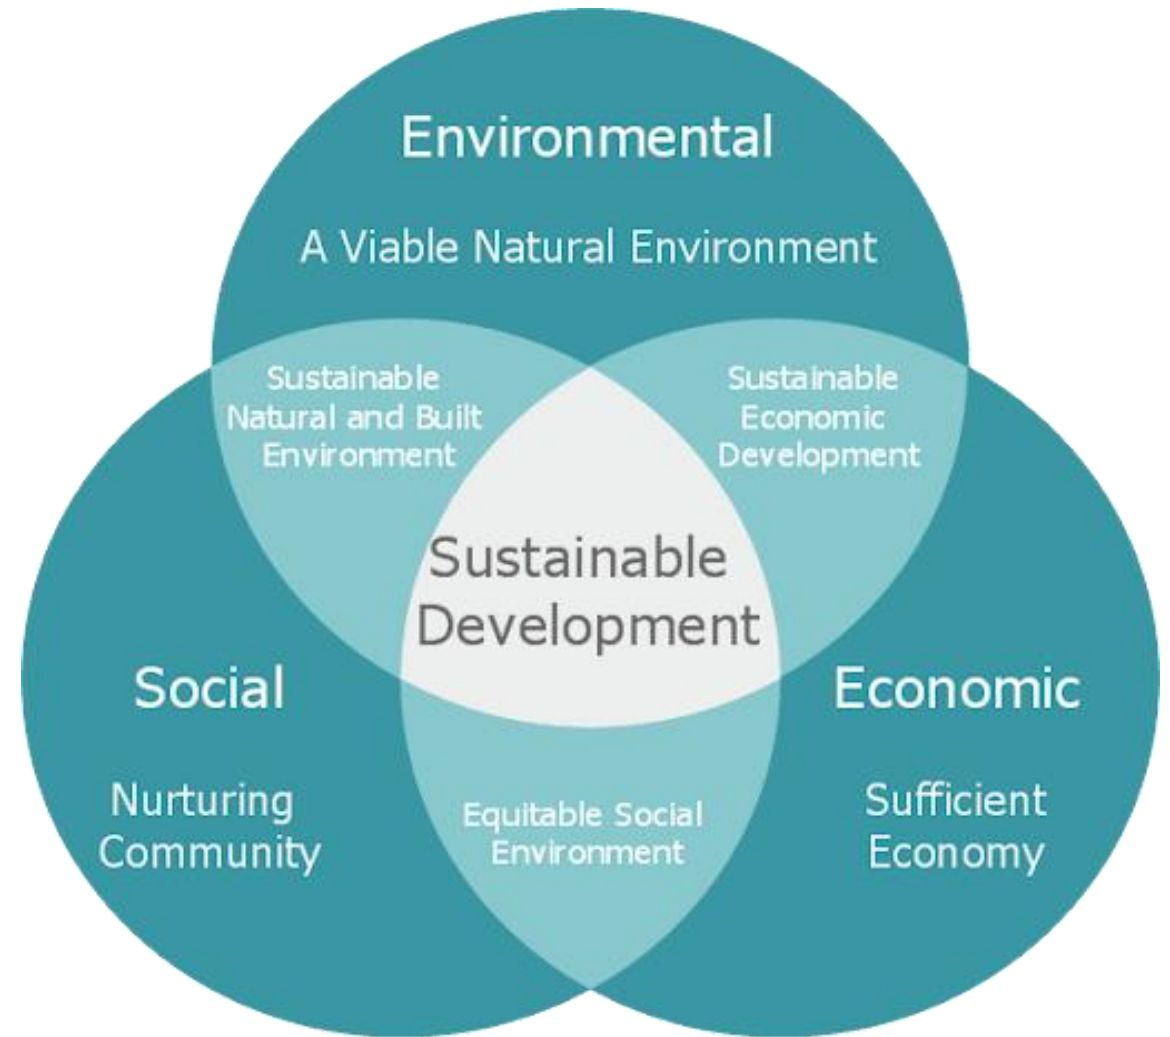 Environmental
A Viable Natural Environment
Sustainable
Natural and Built
Environment
Sustainable
Economic
Development
Sustainable
Development
Social
Nurturing
Community
Economic
Sufficient
Economy
Equitable Social
Environment